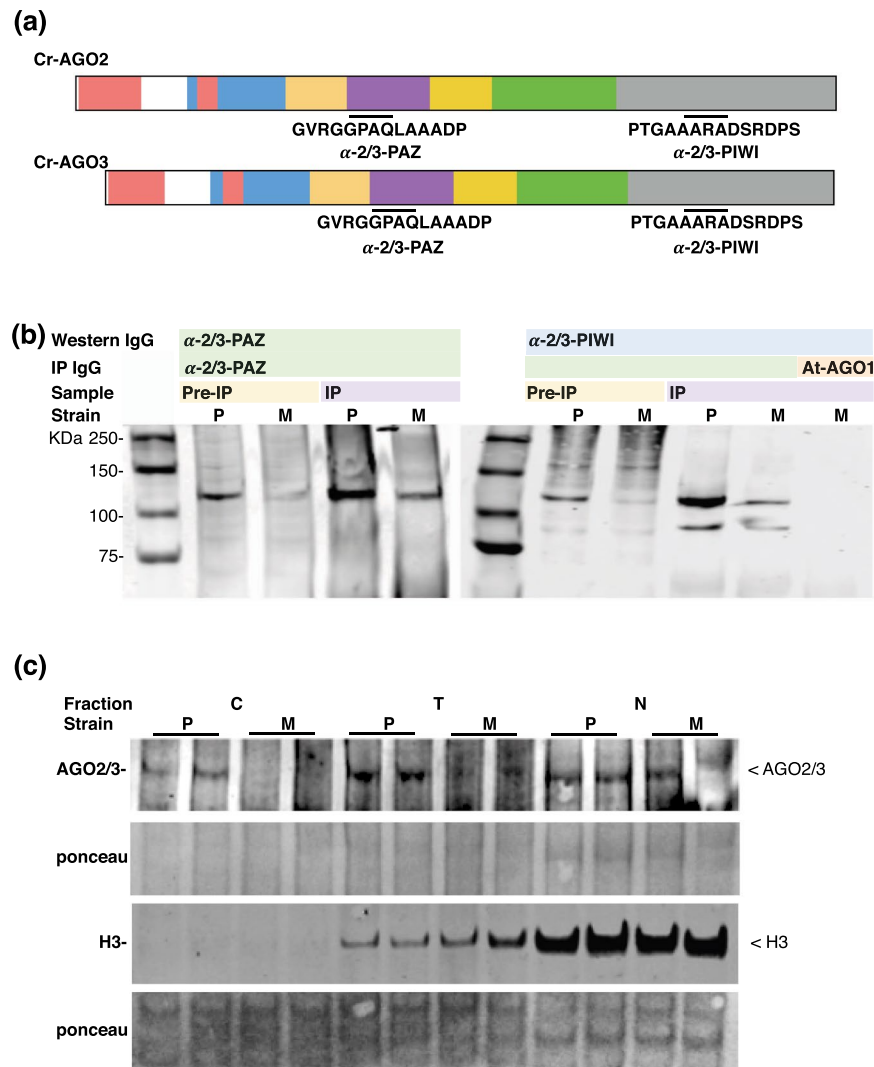 (a)
Cr-AGO2
GVRGGPAQLAAADP PTGAAARADSRDPS
α-2/3-PAZ α-2/3-PIWI
Cr-AGO3
GVRGGPAQLAAADP PTGAAARADSRDPS
α-2/3-PAZ α-2/3-PIWI
(b)
Western IgG α-2/3-PAZ α-2/3-PIWI
IP IgG α-2/3-PAZ At-AGO1
Sample Pre-IP IP Pre-IP IP
Strain P M P M P M P M M
KDa 250-
150-
100-
75-
(c)
Fraction C T N
Strain P M P M P M
AGO2/3- < AGO2/3
ponceau
H3- < H3
ponceau